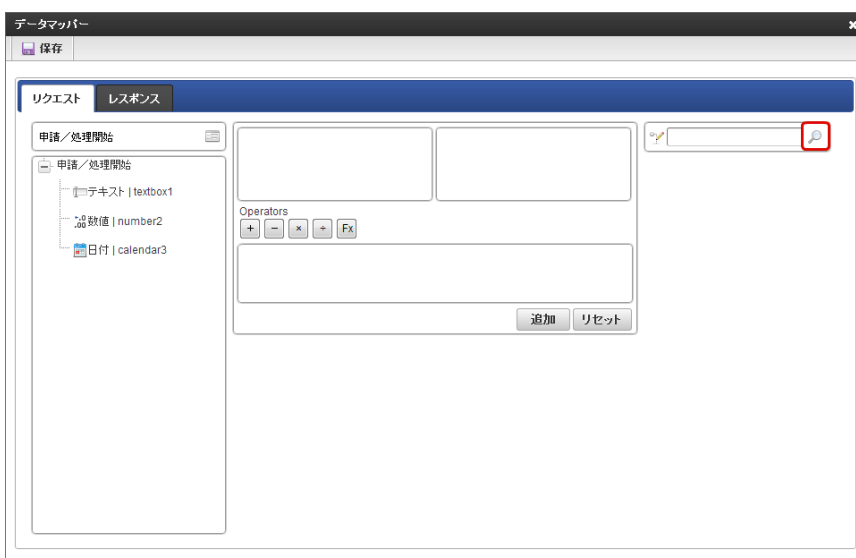 データマッパー
保存
リクエスト レスポンス
申請/処理開始
申請/処理開始
テキスト | textbox1
数値 | number2
日付 | calendar3
Operators
+ − × ÷ Fx
追加 リセット